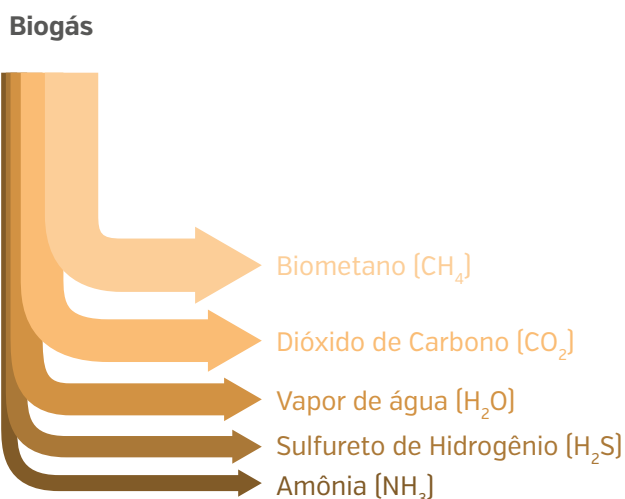 Biogás
Biometano (CH₄)
Dióxido de Carbono (CO₂)
Vapor de água (H₂O)
Sulfureto de Hidrogênio (H₂S)
Amônia (NH₃)